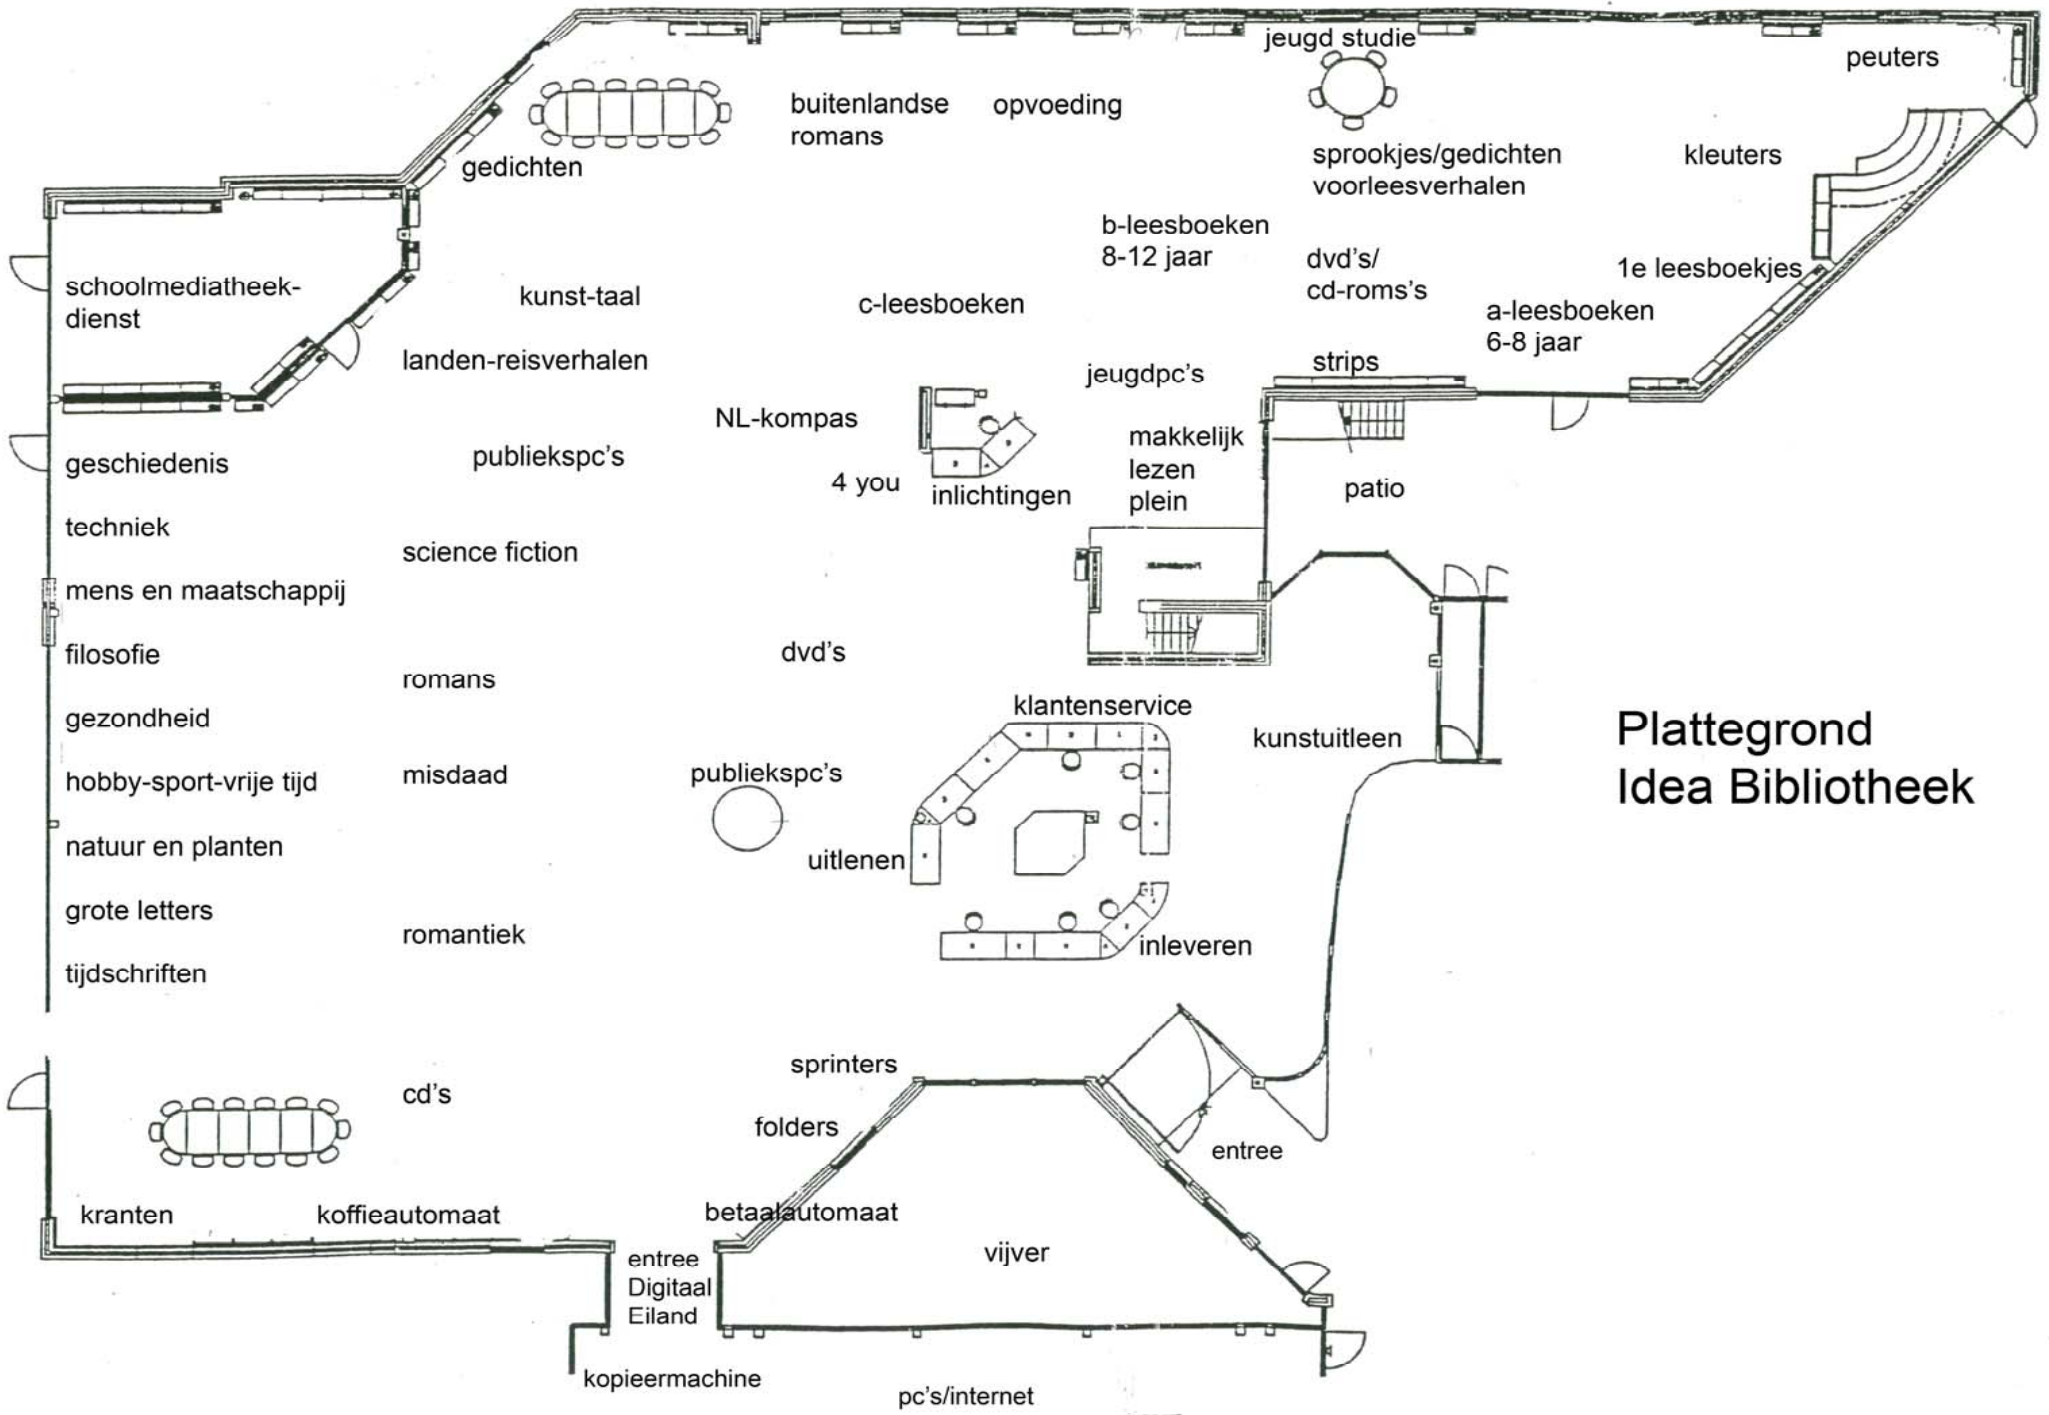 jeugd studie
peuters
buitenlandse
romans
opvoeding
gedichten
sprookjes/gedichten
voorleesverhalen
kleuters
b-leesboeken
8-12 jaar
dvd's/
cd-roms's
1e leesboekjes
schoolmediatheek-
dienst
kunst-taal
c-leesboeken
a-leesboeken
6-8 jaar
landen-reisverhalen
jeugdpc's
strips
NL-kompas
makkelijk
lezen
plein
geschiedenis
publiekspc's
4 you
inlichtingen
patio
techniek
science fiction
mens en maatschappij
filosofie
romans
dvd's
klantenservice
gezondheid
kunstuitleen
Plattegrond
Idea Bibliotheek
hobby-sport-vrije tijd
misdaad
publiekspc's
natuur en planten
uitlenen
grote letters
romantiek
inleveren
tijdschriften
sprinters
cd's
folders
entree
kranten
koffieautomaat
betaalautomaat
vijver
entree
Digitaal
Eiland
kopieermachine
pc's/internet